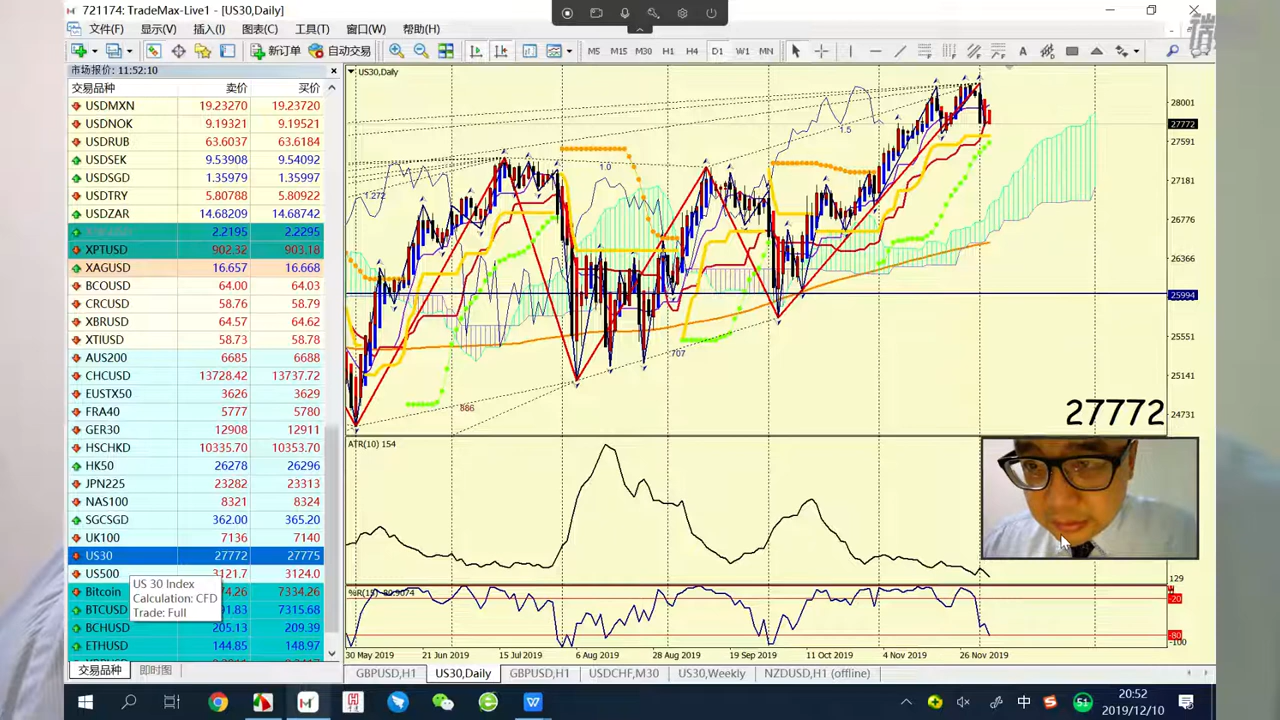 721174: TradeMax-Live1 - [US30,Daily]
文件(F) 显示(V) 插入(I) 图表(C) 工具(T) 窗口(W) 帮助(H)
新订单 自动交易 M5 M15 M30 H1 H4 D1 W1 MN
市场报价: 11:52:10
交易品种 卖价 买价
USDMXN 19.23270 19.23720
USDNOK 9.19321 9.19521
USDRUB 63.6037 63.6184
USDSEK 9.53908 9.54092
USDSGD 1.35979 1.35957
USDTRY 5.80788 5.80922
USDZAR 14.68209 14.68742
2.2195 2.2295
XPTUSD 902.32 903.18
XAGUSD 16.657 16.668
BCOUSD 64.00 64.03
CRCUSD 58.76 58.79
XBRUSD 64.57 64.62
XTIUSD 58.73 58.78
AUS200 6685 6688
CHCUSD 13728.42 13737.72
EUSTX50 3626 3629
FRA40 5777 5780
GER30 12908 12911
HSCHKD 10335.70 10353.70
HK50 26278 26296
JPN225 23282 23313
NAS100 8321 8324
SGCSGD 362.00 365.20
UK100 7136 7140
US30 27772 27775
US500 3121.7 3124.0
Bitcoin 74.26 7334.26
BTCUSD 01.83 7315.68
BCHUSD 205.13 209.39
ETHUSD 144.85 148.97
US 30 Index
Calculation: CFD
Trade: Full
交易品种 即时图
US30,Daily
1.272
1.0
1.5
886
707
28001
27772
27591
27181
26776
26366
25994
25551
25141
24731
27772
ATR(10) 154
129
%R(15) -80.9074
-20
-80
-100
30 May 2019 21 Jun 2019 15 Jul 2019 6 Aug 2019 28 Aug 2019 19 Sep 2019 11 Oct 2019 4 Nov 2019 26 Nov 2019
GBPUSD,H1 US30,Daily GBPUSD,H1 USDCHF,M30 US30,Weekly NZDUSD,H1 (offline)
中
20:52
2019/12/10